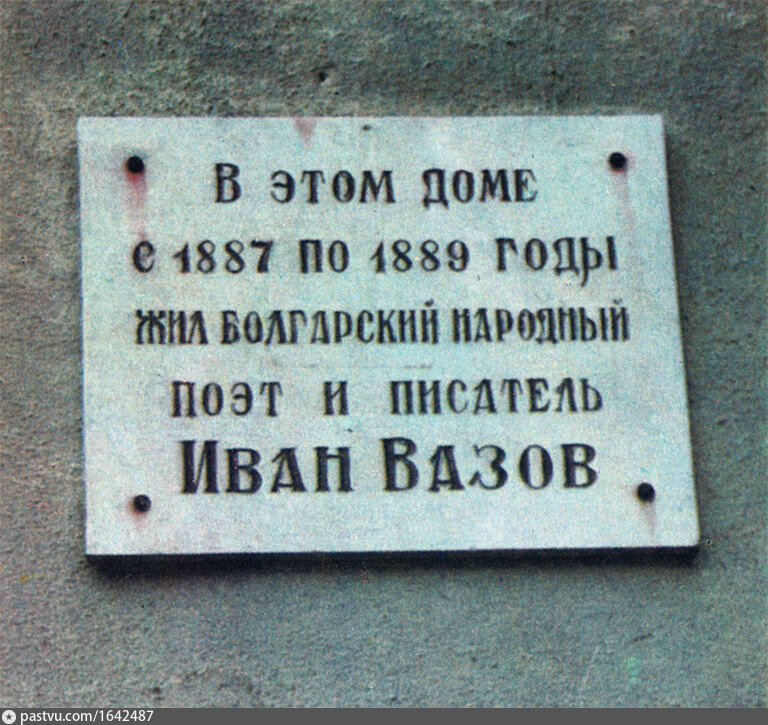 В ЭТОМ ДОМЕ
С 1887 ПО 1889 ГОДЫ
ЖИЛ БОЛГАРСКИЙ НАРОДНЫЙ
ПОЭТ И ПИСАТЕЛЬ
ИВАН ВАЗОВ
pastvu.com/1642487